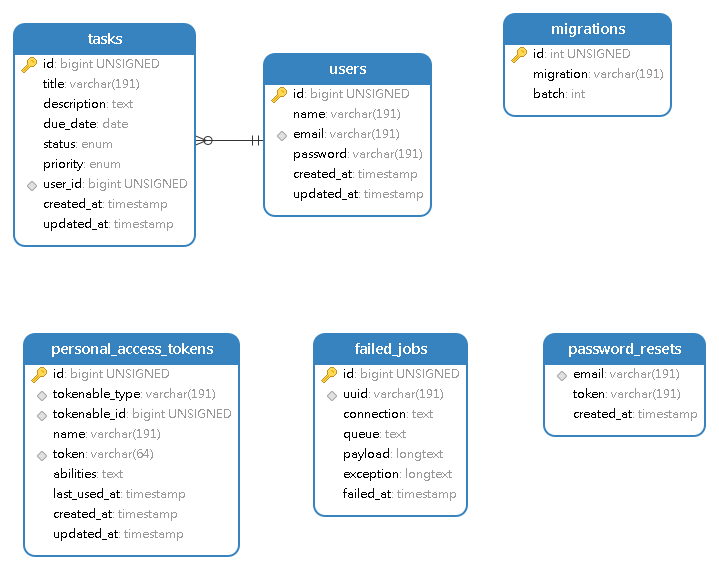 tasks
id: bigint UNSIGNED
title: varchar(191)
description: text
due_date: date
status: enum
priority: enum
user_id: bigint UNSIGNED
created_at: timestamp
updated_at: timestamp
users
id: bigint UNSIGNED
name: varchar(191)
email: varchar(191)
password: varchar(191)
created_at: timestamp
updated_at: timestamp
migrations
id: int UNSIGNED
migration: varchar(191)
batch: int
personal_access_tokens
id: bigint UNSIGNED
tokenable_type: varchar(191)
tokenable_id: bigint UNSIGNED
name: varchar(191)
token: varchar(64)
abilities: text
last_used_at: timestamp
created_at: timestamp
updated_at: timestamp
failed_jobs
id: bigint UNSIGNED
uuid: varchar(191)
connection: text
queue: text
payload: longtext
exception: longtext
failed_at: timestamp
password_resets
email: varchar(191)
token: varchar(191)
created_at: timestamp